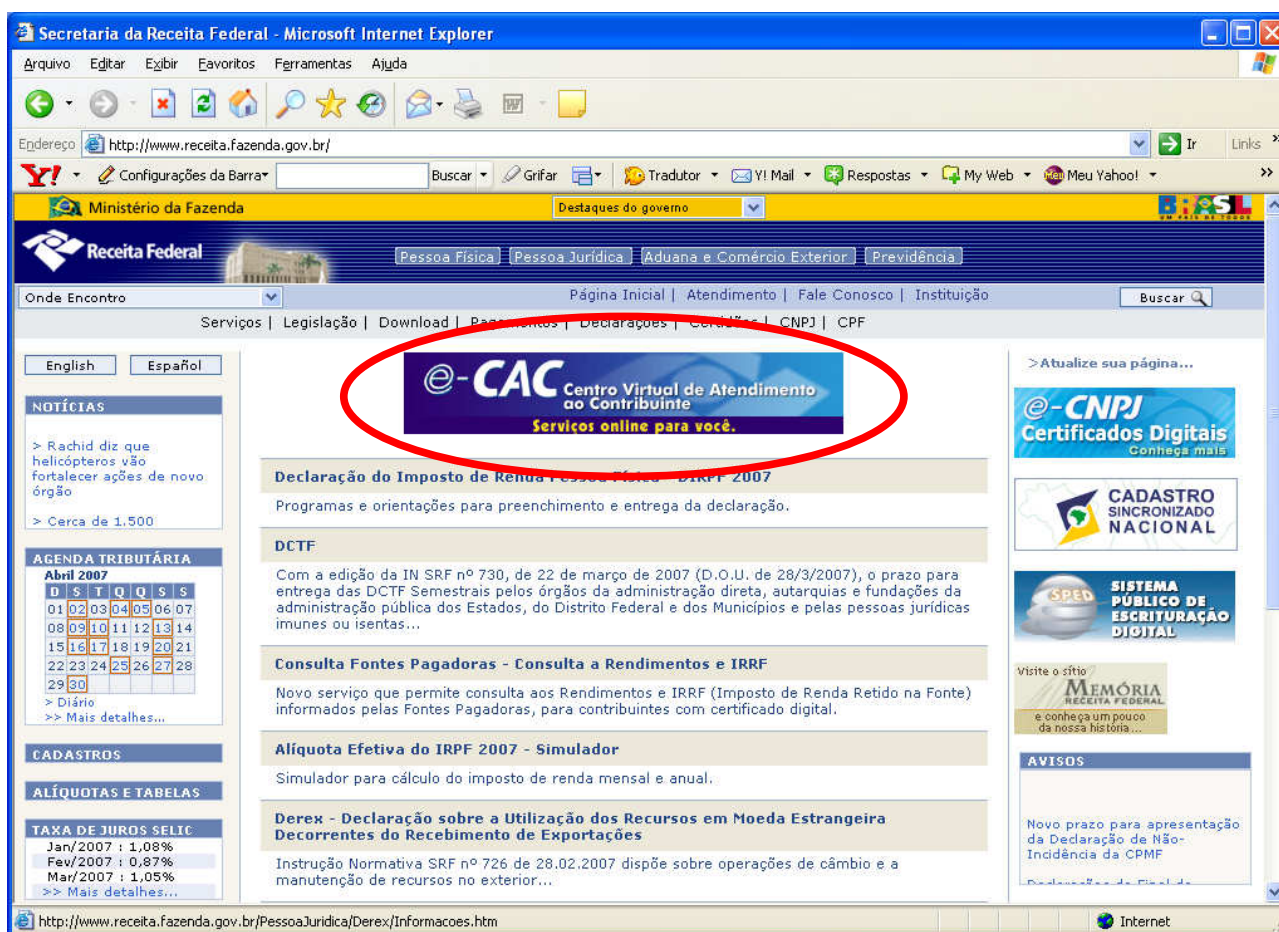 Secretaria da Receita Federal - Microsoft Internet Explorer
Arquivo Editar Exibir Favoritos Ferramentas Ajuda
Endereço http://www.receita.fazenda.gov.br/ Ir Links »
Y! Configurações da Barra Buscar Grifar Tradutor Y! Mail Respostas My Web Meu Yahoo! »
Ministério da Fazenda Destaques do governo BRASIL
UM PAÍS DE TODOS
Receita Federal Pessoa Física Pessoa Jurídica Aduana e Comércio Exterior Previdência
Onde Encontro Página Inicial | Atendimento | Fale Conosco | Instituição Buscar
Serviços | Legislação | Download | Pagamentos | Declarações | Certidões | CNPJ | CPF
English Español
NOTÍCIAS
> Rachid diz que
helicópteros vão
fortalecer ações de novo
órgão
> Cerca de 1.500
AGENDA TRIBUTÁRIA
Abril 2007
D S T Q Q S S
01 02 03 04 05 06 07
08 09 10 11 12 13 14
15 16 17 18 19 20 21
22 23 24 25 26 27 28
29 30
> Diário
>> Mais detalhes...
CADASTROS
ALÍQUOTAS E TABELAS
TAXA DE JUROS SELIC
Jan/2007 : 1,08%
Fev/2007 : 0,87%
Mar/2007 : 1,05%
>> Mais detalhes...
e-CAC Centro Virtual de Atendimento
ao Contribuinte
Serviços online para você.
Declaração do Imposto de Renda Pessoa Física - DIRPF 2007
Programas e orientações para preenchimento e entrega da declaração.
DCTF
Com a edição da IN SRF nº 730, de 22 de março de 2007 (D.O.U. de 28/3/2007), o prazo para
entrega das DCTF Semestrais pelos órgãos da administração direta, autarquias e fundações da
administração pública dos Estados, do Distrito Federal e dos Municípios e pelas pessoas jurídicas
imunes ou isentas...
Consulta Fontes Pagadoras - Consulta a Rendimentos e IRRF
Novo serviço que permite consulta aos Rendimentos e IRRF (Imposto de Renda Retido na Fonte)
informados pelas Fontes Pagadoras, para contribuintes com certificado digital.
Alíquota Efetiva do IRPF 2007 - Simulador
Simulador para cálculo do imposto de renda mensal e anual.
Derex - Declaração sobre a Utilização dos Recursos em Moeda Estrangeira
Decorrentes do Recebimento de Exportações
Instrução Normativa SRF nº 726 de 28.02.2007 dispõe sobre operações de câmbio e a
manutenção de recursos no exterior...
>Atualize sua página...
e-CNPJ
Certificados Digitais
Conheça mais
CADASTRO
SINCRONIZADO
NACIONAL
SPED SISTEMA
PÚBLICO DE
ESCRITURAÇÃO
DIGITAL
Visite o sítio
MEMÓRIA
RECEITA FEDERAL
e conheça um pouco
da nossa história...
AVISOS
Novo prazo para apresentação
da Declaração de Não-
Incidência da CPMF
http://www.receita.fazenda.gov.br/PessoaJuridica/Derex/Informacoes.htm Internet